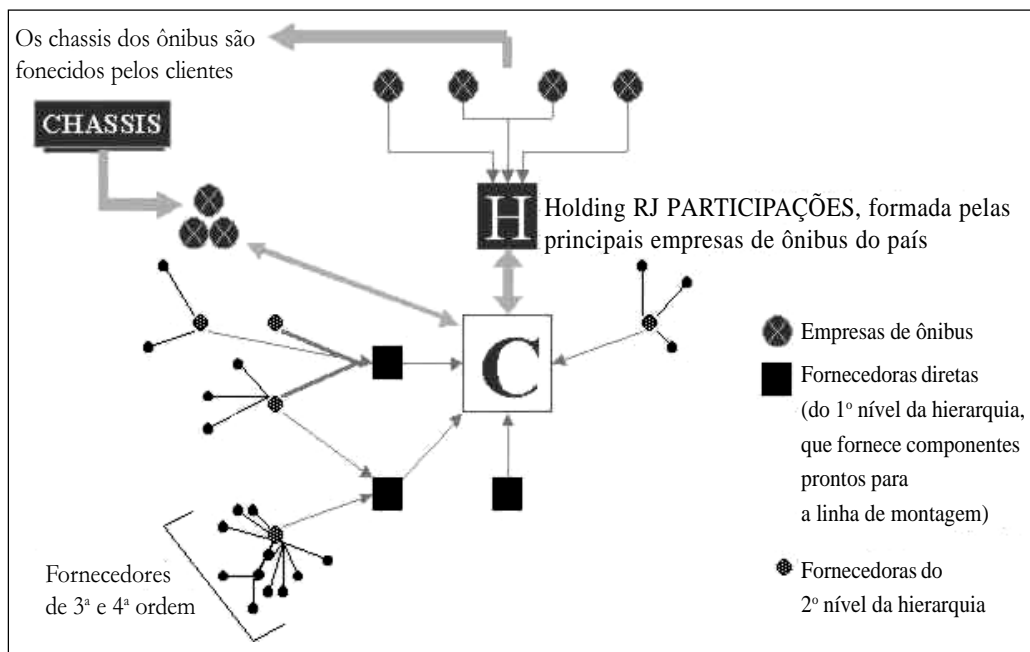 Os chassis dos ônibus são
fonecidos pelos clientes
CHASSIS
H
Holding RJ PARTICIPAÇÕES, formada pelas
principais empresas de ônibus do país
C
Empresas de ônibus
Fornecedoras diretas
(do 1º nível da hierarquia,
que fornece componentes
prontos para
a linha de montagem)
Fornecedoras do
2º nível da hierarquia
Fornecedores
de 3ª e 4ª ordem